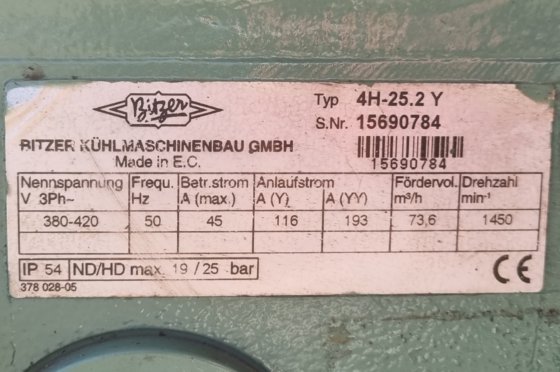 Bitzer
Typ 4H-25.2 Y
S.Nr. 15690784
BITZER KÜHLMASCHINENBAU GMBH
Made in E.C.
15690784
Nennspannung Frequ. Betr.strom Anlaufstrom Fördervol. Drehzahl
V 3Ph~ Hz A (max.) A (Y) A (YY) m³/h min⁻¹
380-420 50 45 116 193 73,6 1450
IP 54 ND/HD max. 19 / 25 bar
CE
378 028-05